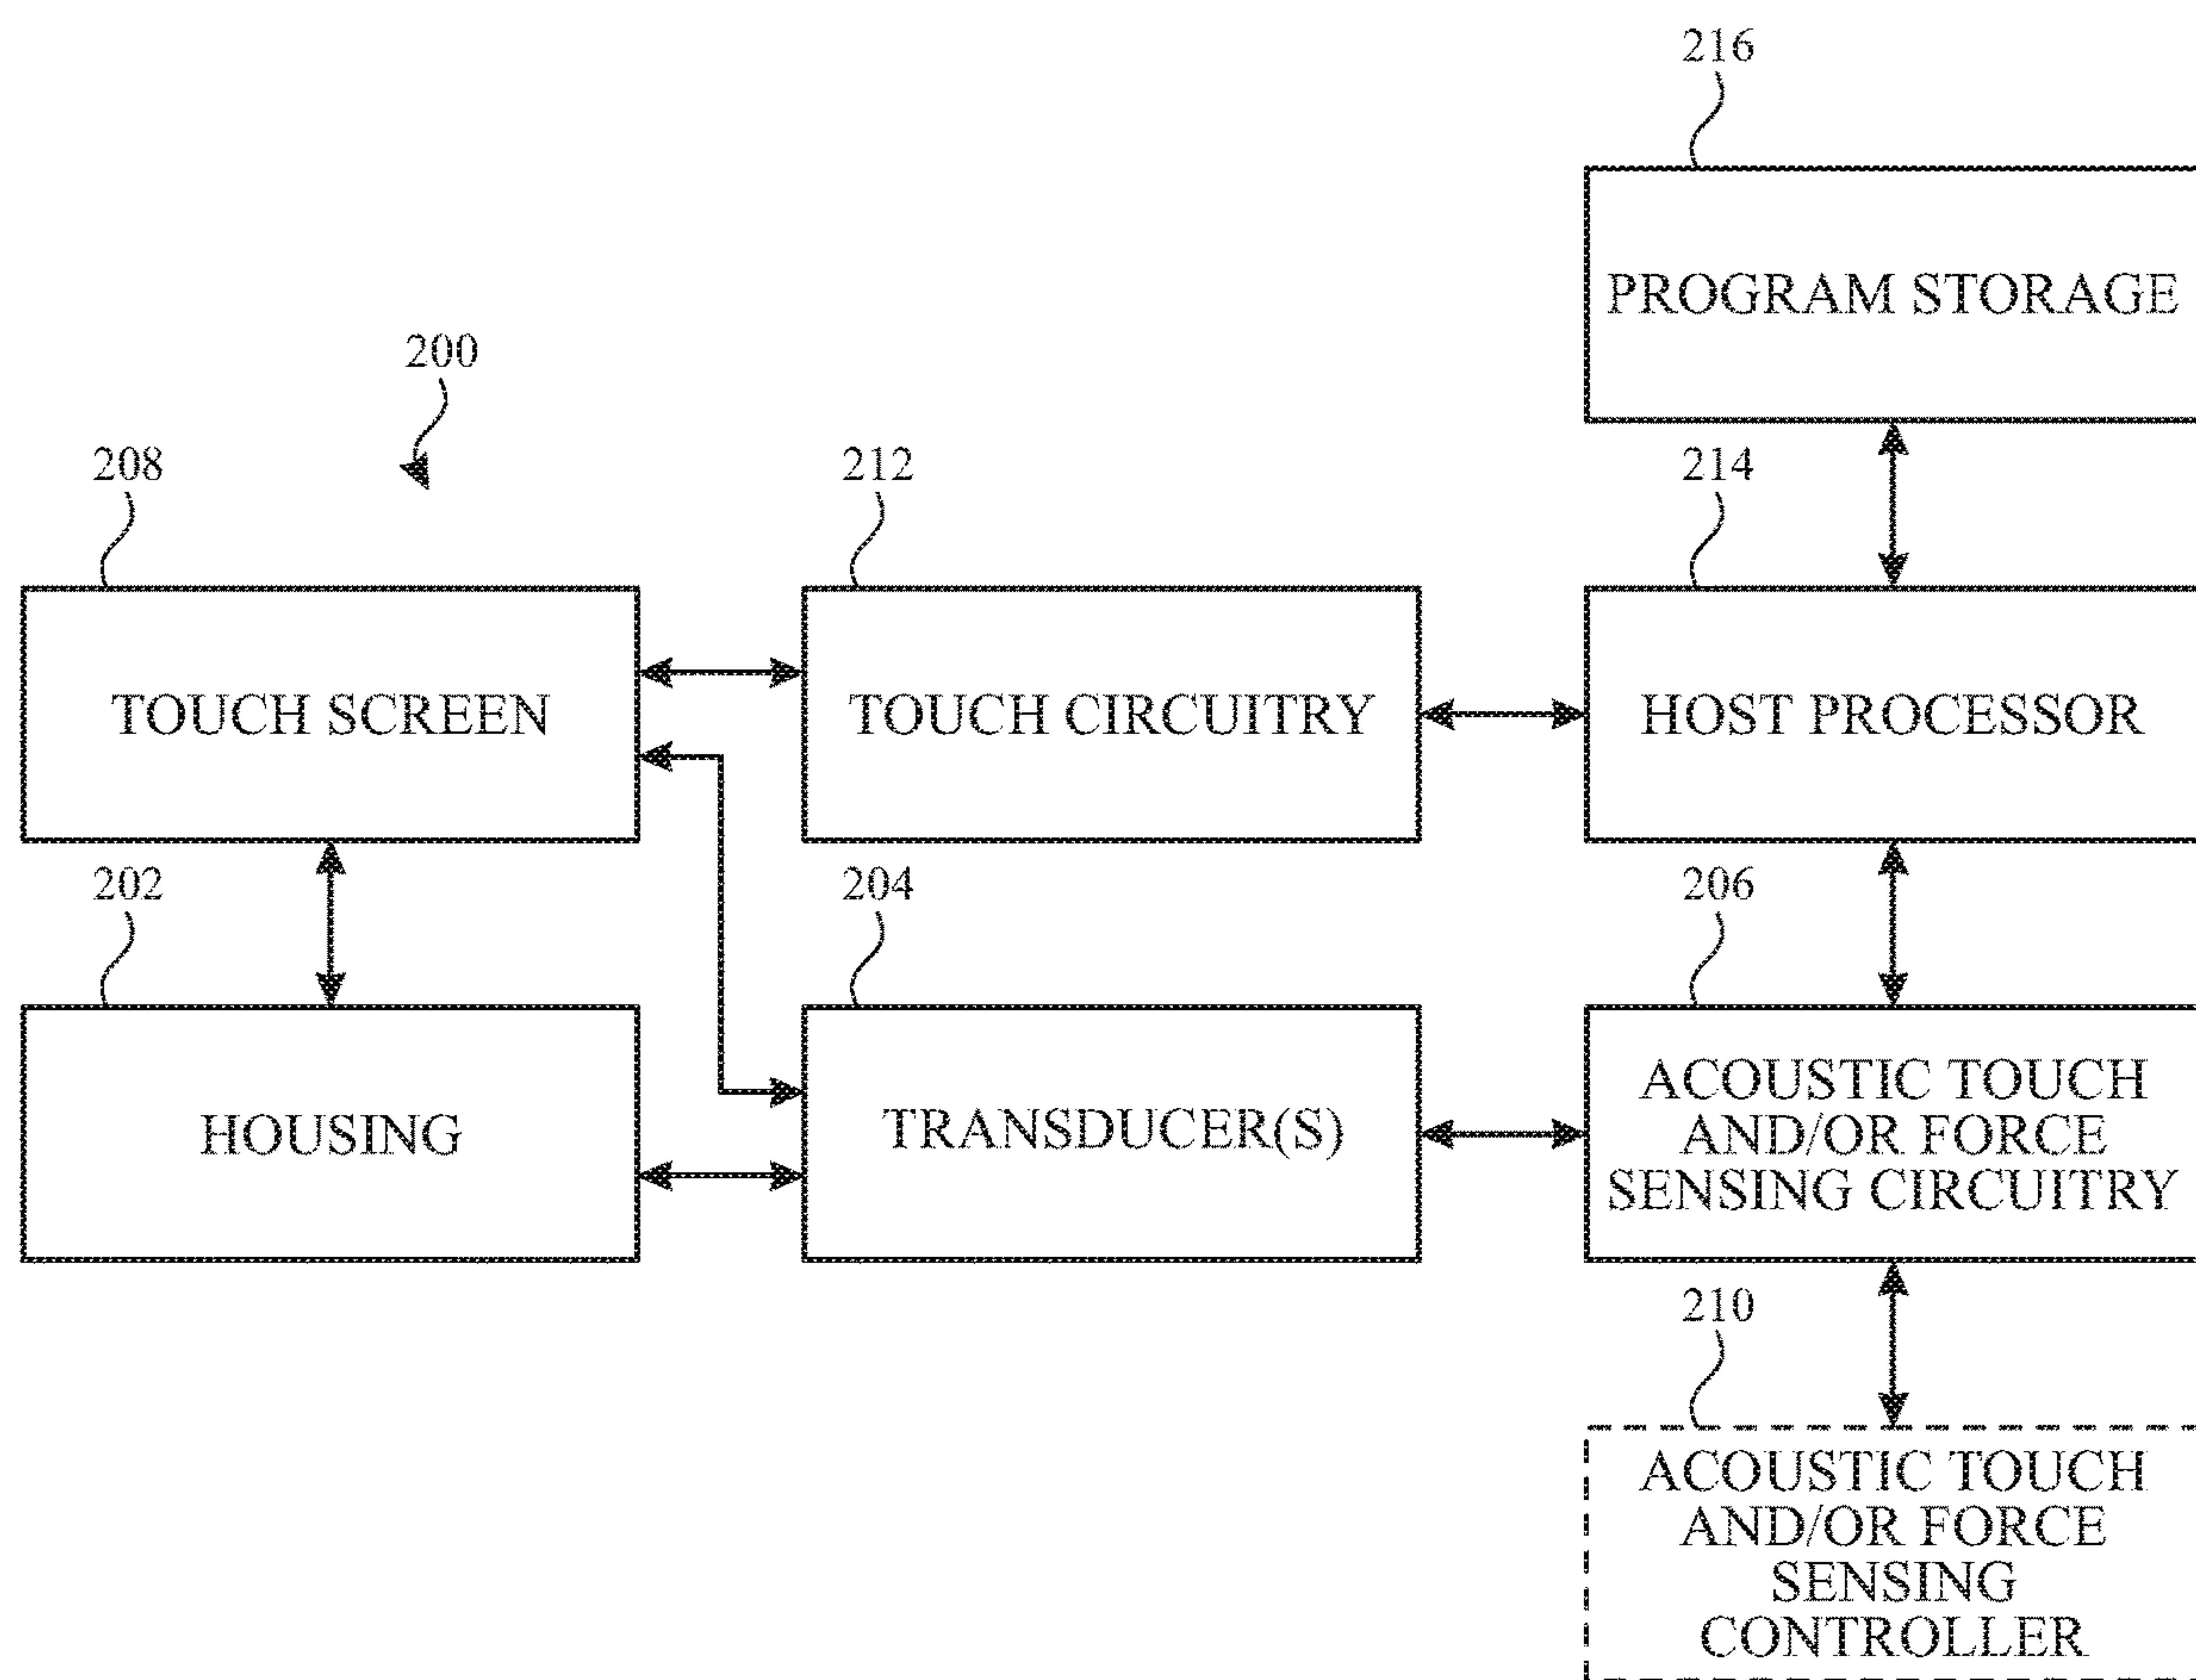 216
PROGRAM STORAGE
200
208
212
214
TOUCH SCREEN
TOUCH CIRCUITRY
HOST PROCESSOR
202
204
206
HOUSING
TRANSDUCER(S)
ACOUSTIC TOUCH
AND/OR FORCE
SENSING CIRCUITRY
210
ACOUSTIC TOUCH
AND/OR FORCE
SENSING
CONTROLLER